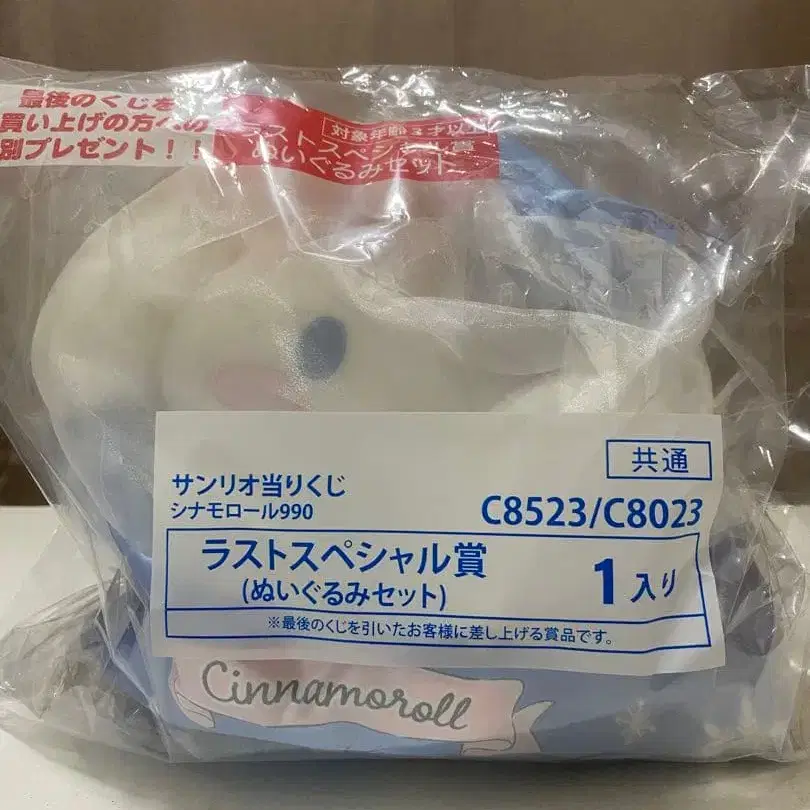 最後のくじを
買い上げの方への
別プレゼント！！
対象年齢3才以上
ラストスペシャル賞
ぬいぐるみセット
共通
サンリオ当りくじ
シナモロール990
C8523/C8023
ラストスペシャル賞
(ぬいぐるみセット)
1入り
※最後のくじを引いたお客様に差し上げる賞品です。
Cinnamoroll